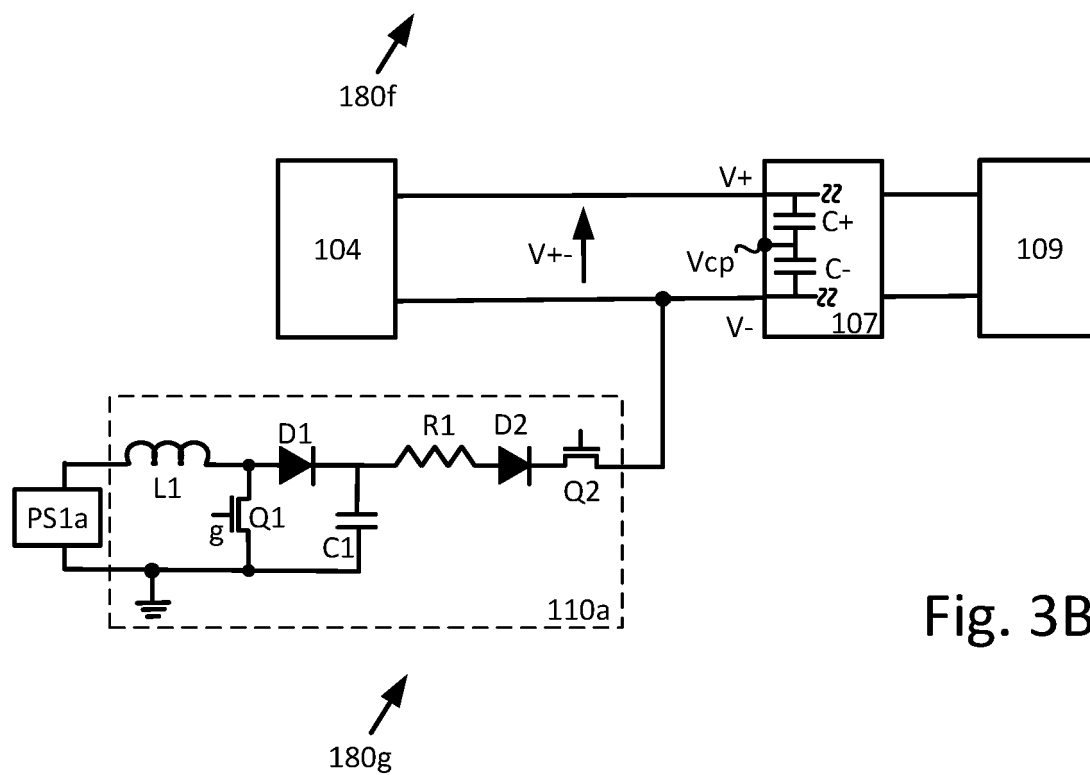 180f
V+
104
V+-
C+
Vcp
C-
109
V-
107
D1
R1
D2
L1
Q2
PS1a
g
Q1
C1
110a
Fig. 3B
180g